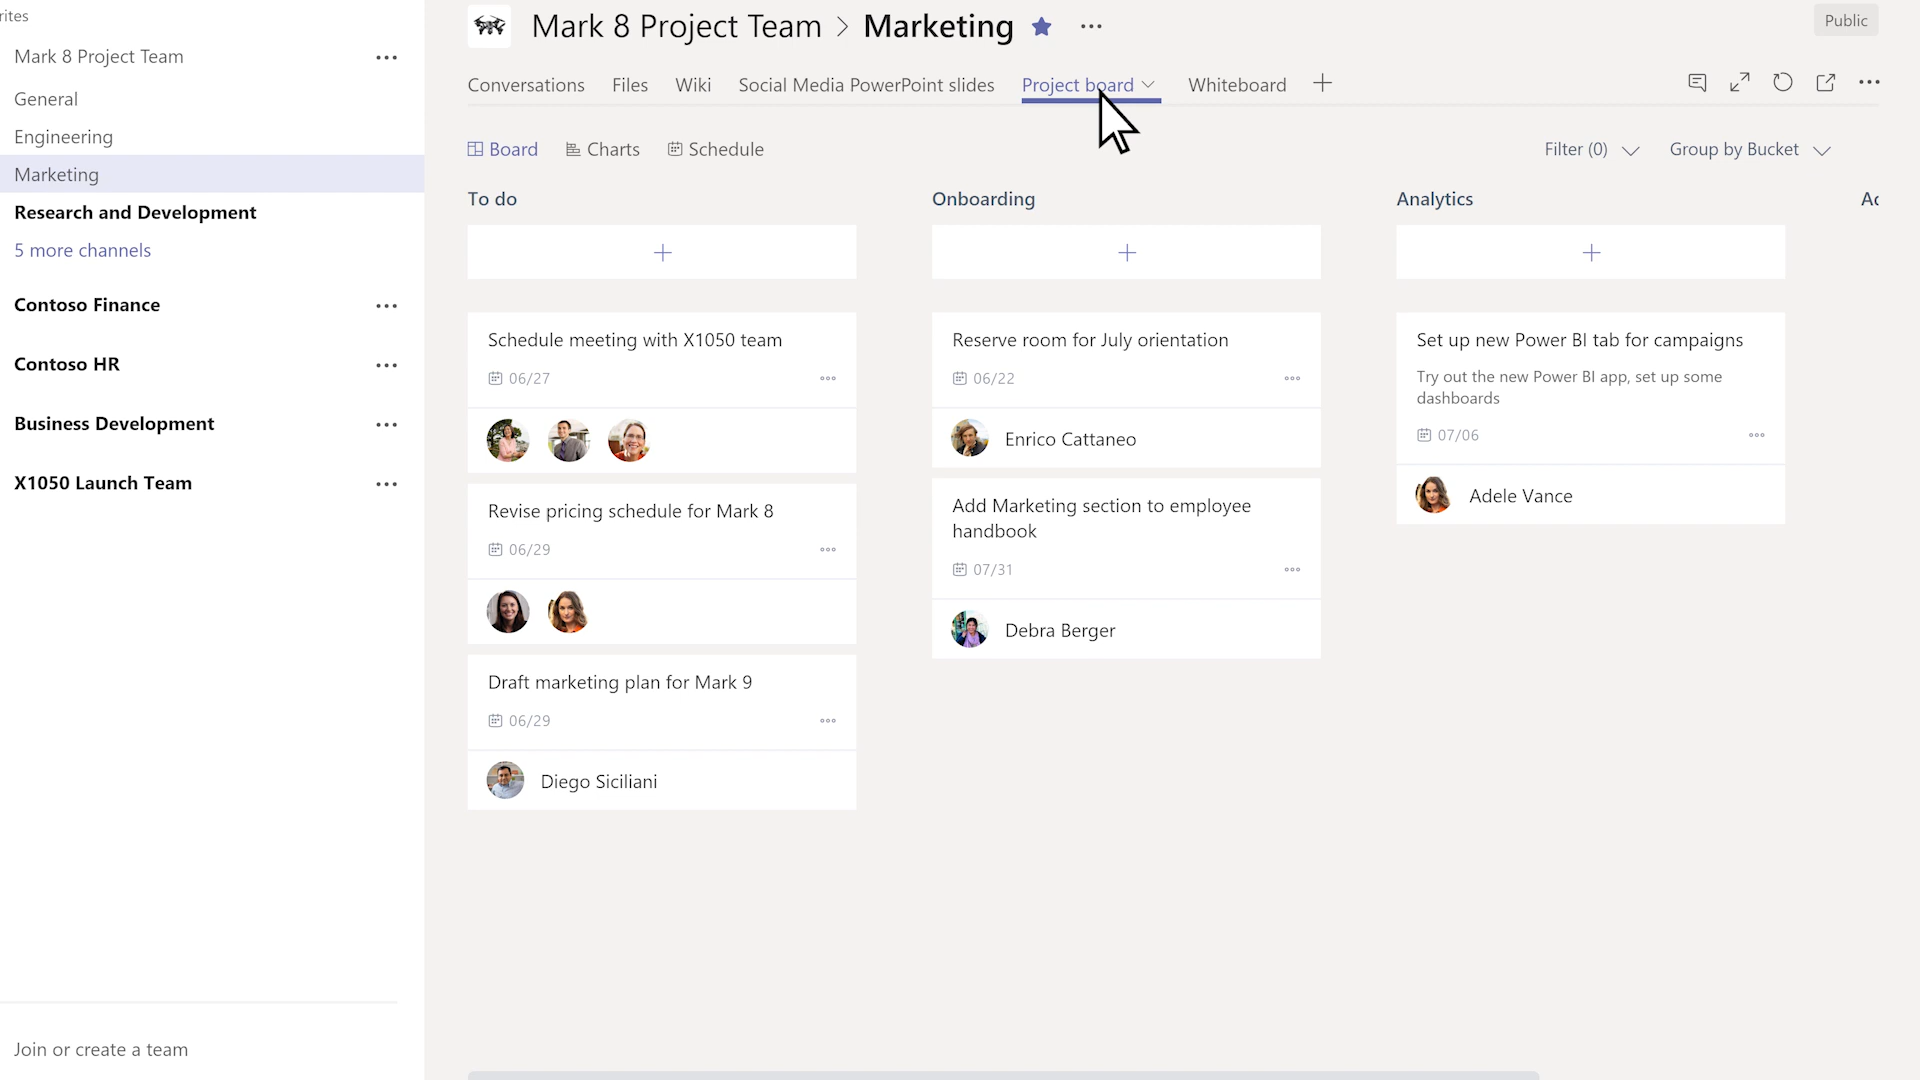 rites
Mark 8 Project Team
General
Engineering
Marketing
Research and Development
5 more channels
Contoso Finance
Contoso HR
Business Development
X1050 Launch Team
Join or create a team
Mark 8 Project Team > Marketing
Public
Conversations Files Wiki Social Media PowerPoint slides Project board Whiteboard
Board Charts Schedule
Filter (0) Group by Bucket
To do
Schedule meeting with X1050 team
06/27
Revise pricing schedule for Mark 8
06/29
Draft marketing plan for Mark 9
06/29
Diego Siciliani
Onboarding
Reserve room for July orientation
06/22
Enrico Cattaneo
Add Marketing section to employee
handbook
07/31
Debra Berger
Analytics
Set up new Power BI tab for campaigns
Try out the new Power BI app, set up some
dashboards
07/06
Adele Vance